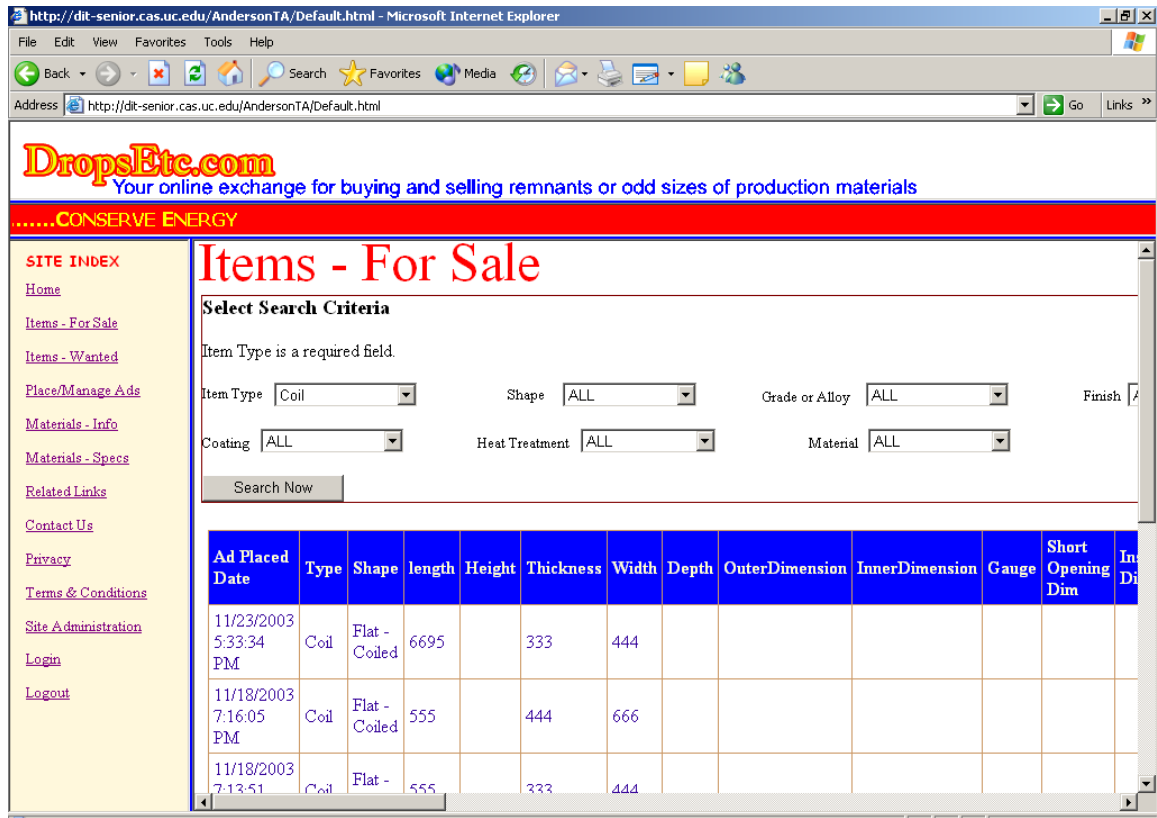 http://dit-senior.cas.uc.edu/AndersonTA/Default.html - Microsoft Internet Explorer
File Edit View Favorites Tools Help
Back Search Favorites Media
Address http://dit-senior.cas.uc.edu/AndersonTA/Default.html Go Links »
DropsEtc.com
Your online exchange for buying and selling remnants or odd sizes of production materials
.......CONSERVE ENERGY
SITE INDEX
Home
Items - For Sale
Items - Wanted
Place/Manage Ads
Materials - Info
Materials - Specs
Related Links
Contact Us
Privacy
Terms & Conditions
Site Administration
Login
Logout
Items - For Sale
Select Search Criteria
Item Type is a required field.
Item Type Coil Shape ALL Grade or Alloy ALL Finish
Coating ALL Heat Treatment ALL Material ALL
Search Now
Ad Placed Date Type Shape length Height Thickness Width Depth OuterDimension InnerDimension Gauge Short Opening Dim
11/23/2003 5:33:34 PM Coil Flat - Coiled 6695 333 444
11/18/2003 7:16:05 PM Coil Flat - Coiled 555 444 666
11/18/2003 7:13:51 Coil Flat - 555 333 444